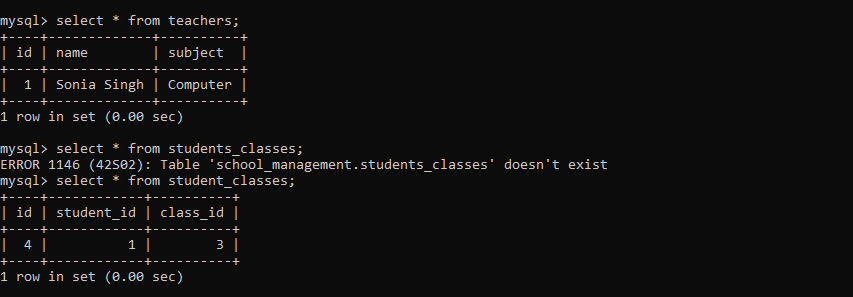 mysql> select * from teachers;
+----+-------------+----------+
| id | name        | subject  |
+----+-------------+----------+
|  1 | Sonia Singh | Computer |
+----+-------------+----------+
1 row in set (0.00 sec)
mysql> select * from students_classes;
ERROR 1146 (42S02): Table 'school_management.students_classes' doesn't exist
mysql> select * from student_classes;
+----+------------+----------+
| id | student_id | class_id |
+----+------------+----------+
|  4 |          1 |        3 |
+----+------------+----------+
1 row in set (0.00 sec)